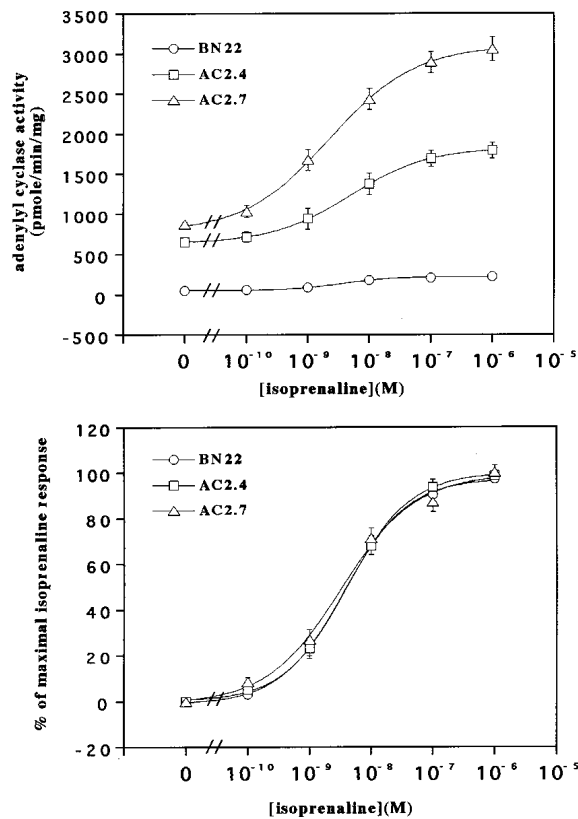 3500
3000
2500
2000
1500
1000
500
0
-500
adenylyl cyclase activity
(pmole/min/mg)
BN22
AC2.4
AC2.7
0
10⁻¹⁰
10⁻⁹
10⁻⁸
10⁻⁷
10⁻⁶
10⁻⁵
[isoprenaline](M)
120
100
80
60
40
20
0
-20
% of maximal isoprenaline response
BN22
AC2.4
AC2.7
0
10⁻¹⁰
10⁻⁹
10⁻⁸
10⁻⁷
10⁻⁶
10⁻⁵
[isoprenaline](M)